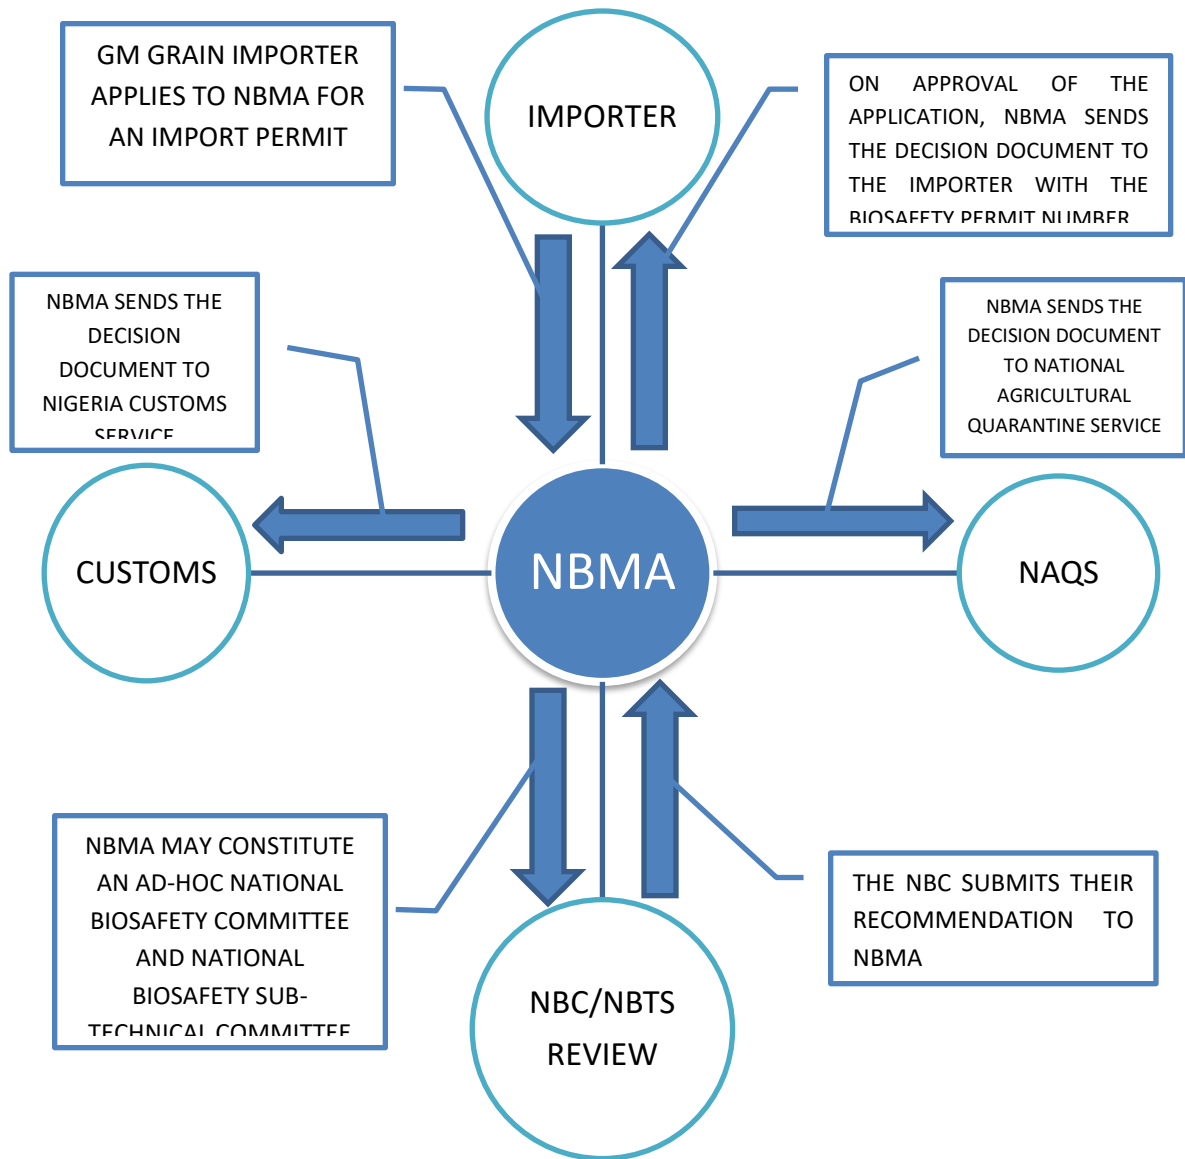 GM GRAIN IMPORTER
APPLIES TO NBMA FOR
AN IMPORT PERMIT
IMPORTER
ON APPROVAL OF THE
APPLICATION, NBMA SENDS
THE DECISION DOCUMENT TO
THE IMPORTER WITH THE
BIOSAFETY PERMIT NUMBER
NBMA SENDS THE
DECISION
DOCUMENT TO
NIGERIA CUSTOMS
SERVICE
NBMA SENDS THE
DECISION DOCUMENT
TO NATIONAL
AGRICULTURAL
QUARANTINE SERVICE
CUSTOMS
NBMA
NAQS
NBMA MAY CONSTITUTE
AN AD-HOC NATIONAL
BIOSAFETY COMMITTEE
AND NATIONAL
BIOSAFETY SUB-
TECHNICAL COMMITTEE
NBC/NBTS
REVIEW
THE NBC SUBMITS THEIR
RECOMMENDATION TO
NBMA